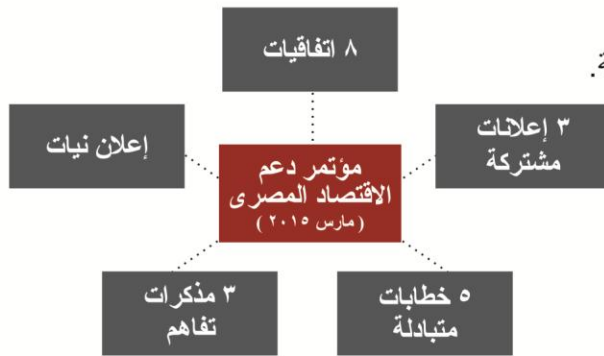 ٨ اتفاقيات
٣ إعلانات
مشتركة
إعلان نيات
مؤتمر دعم
الاقتصاد المصرى
( مارس ٢٠١٥ )
٥ خطابات
متبادلة
٣ مذكرات
تفاهم